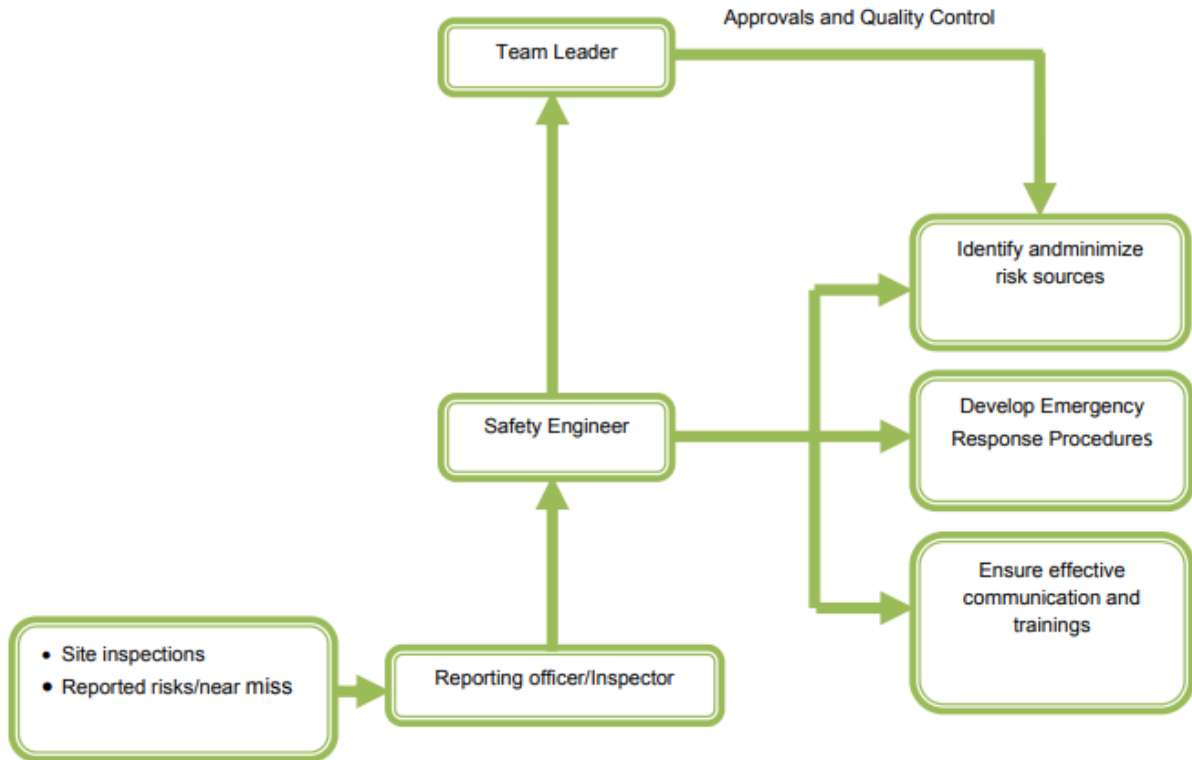 Approvals and Quality Control
Team Leader
Identify andminimize
risk sources
Safety Engineer
Develop Emergency
Response Procedures
Ensure effective
communication and
trainings
• Site inspections
• Reported risks/near miss
Reporting officer/Inspector